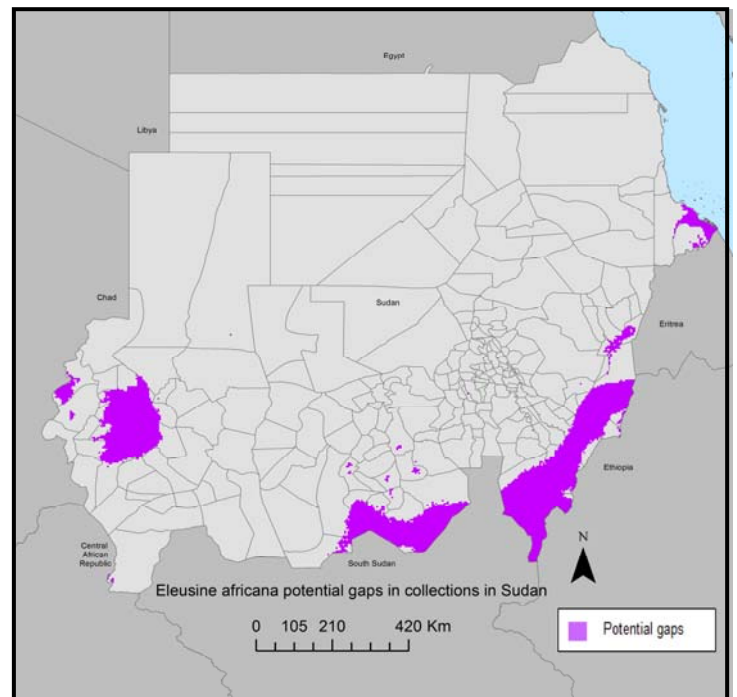 Egypt
Libya
Chad
Sudan
Eritrea
Ethiopia
Central
African
Republic
South Sudan
N
Eleusine africana potential gaps in collections in Sudan
0 105 210 420 Km
Potential gaps